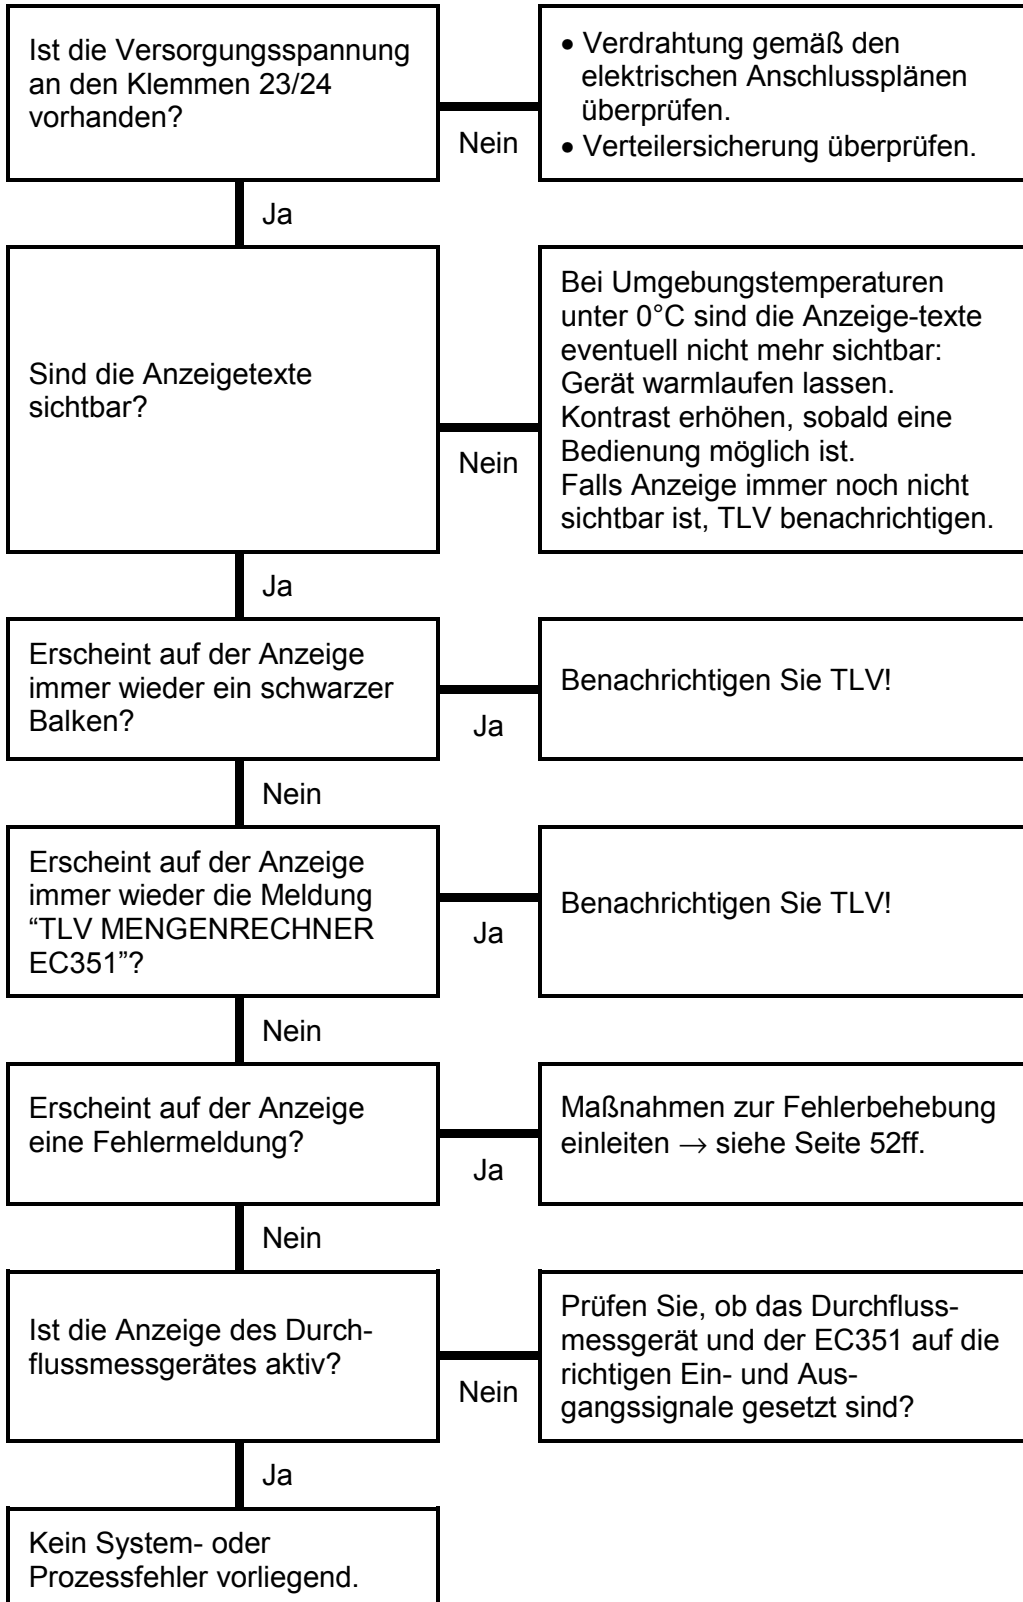 Ist die Versorgungsspannung
an den Klemmen 23/24
vorhanden?
Nein
• Verdrahtung gemäß den
elektrischen Anschlussplänen
überprüfen.
• Verteilersicherung überprüfen.
Ja
Sind die Anzeigetexte
sichtbar?
Nein
Bei Umgebungstemperaturen
unter 0°C sind die Anzeige-texte
eventuell nicht mehr sichtbar:
Gerät warmlaufen lassen.
Kontrast erhöhen, sobald eine
Bedienung möglich ist.
Falls Anzeige immer noch nicht
sichtbar ist, TLV benachrichtigen.
Ja
Erscheint auf der Anzeige
immer wieder ein schwarzer
Balken?
Ja
Benachrichtigen Sie TLV!
Nein
Erscheint auf der Anzeige
immer wieder die Meldung
“TLV MENGENRECHNER
EC351”?
Ja
Benachrichtigen Sie TLV!
Nein
Erscheint auf der Anzeige
eine Fehlermeldung?
Ja
Maßnahmen zur Fehlerbehebung
einleiten → siehe Seite 52ff.
Nein
Ist die Anzeige des Durch-
flussmessgerätes aktiv?
Nein
Prüfen Sie, ob das Durchfluss-
messgerät und der EC351 auf die
richtigen Ein- und Aus-
gangssignale gesetzt sind?
Ja
Kein System- oder
Prozessfehler vorliegend.